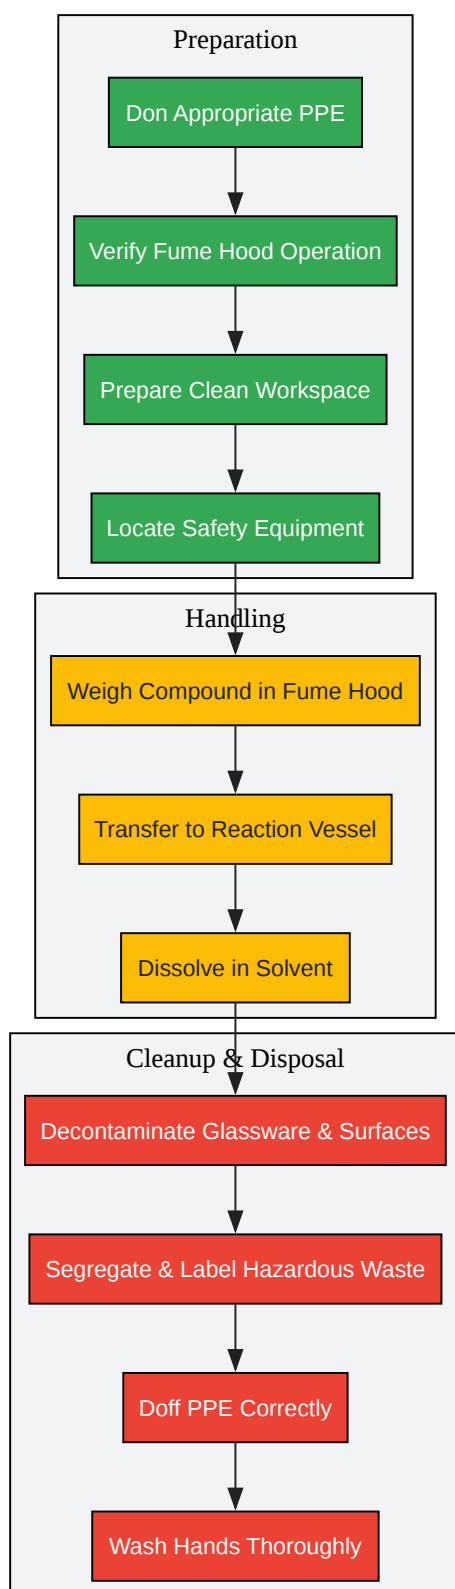 Preparation
Don Appropriate PPE
Verify Fume Hood Operation
Prepare Clean Workspace
Locate Safety Equipment
Handling
Weigh Compound in Fume Hood
Transfer to Reaction Vessel
Dissolve in Solvent
Cleanup & Disposal
Decontaminate Glassware & Surfaces
Segregate & Label Hazardous Waste
Doff PPE Correctly
Wash Hands Thoroughly